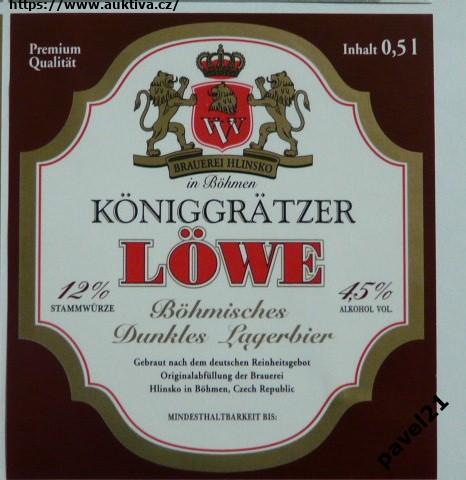 https://www.auktiva.cz/
Premium
Qualität
Inhalt 0,5 l
VVV
BRAUEREI HLINSKO
in Böhmen
KÖNIGGRÄTZER
LÖWE
12%
STAMMWÜRZE
4,5%
ALKOHOL VOL.
Böhmisches
Dunkles Lagerbier
Gebraut nach dem deutschen Reinheitsgebot
Originalabfüllung der Brauerei
Hlinsko in Böhmen, Czech Republic
MINDESTHALTBARKEIT BIS:
pavel21